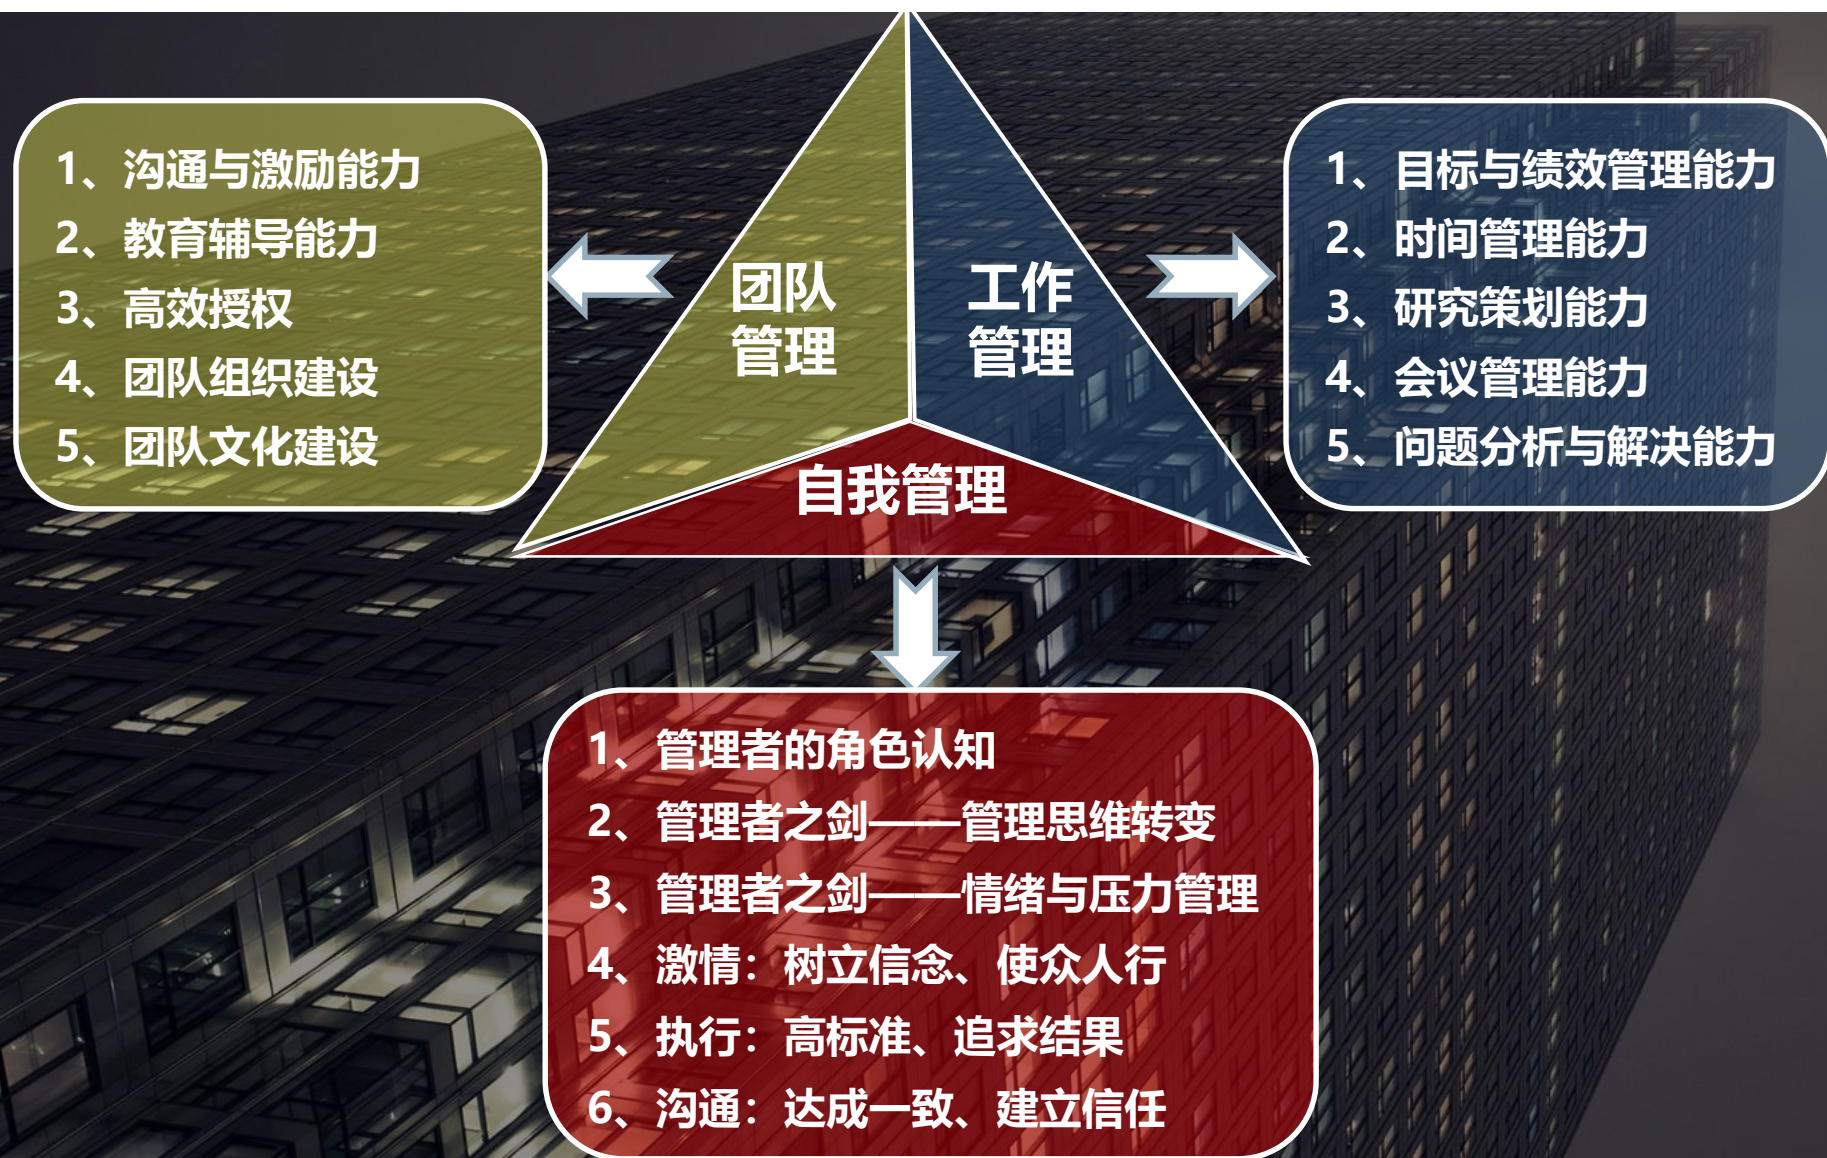 1、沟通与激励能力
2、教育辅导能力
3、高效授权
4、团队组织建设
5、团队文化建设
团队
管理
工作
管理
自我管理
1、目标与绩效管理能力
2、时间管理能力
3、研究策划能力
4、会议管理能力
5、问题分析与解决能力
1、管理者的角色认知
2、管理者之剑——管理思维转变
3、管理者之剑——情绪与压力管理
4、激情：树立信念、使众人行
5、执行：高标准、追求结果
6、沟通：达成一致、建立信任